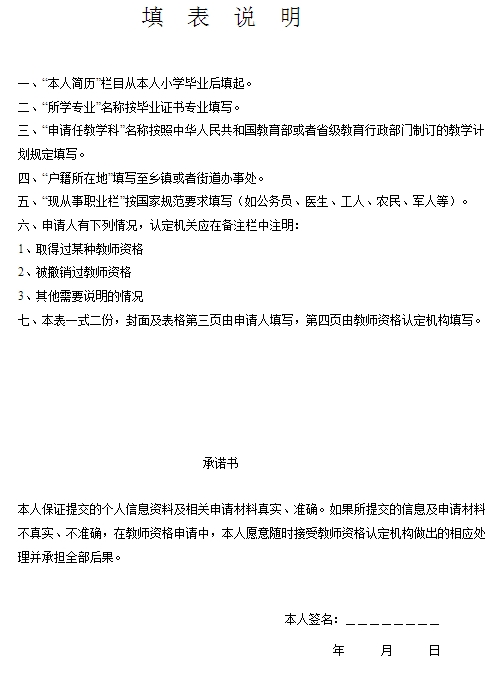 填 表 说 明
一、“本人简历”栏目从本人小学毕业后填起。
二、“所学专业”名称按毕业证书专业填写。
三、“申请任教学科”名称按照中华人民共和国教育部或者省级教育行政部门制订的教学计
划规定填写。
四、“户籍所在地”填写至乡镇或者街道办事处。
五、“现从事职业栏”按国家规范要求填写（如公务员、医生、工人、农民、军人等）。
六、申请人有下列情况，认定机关应在备注栏中注明：
1、取得过某种教师资格
2、被撤销过教师资格
3、其他需要说明的情况
七、本表一式二份，封面及表格第三页由申请人填写，第四页由教师资格认定机构填写。
承诺书
本人保证提交的个人信息资料及相关申请材料真实、准确。如果所提交的信息及申请材料
不真实、不准确，在教师资格申请中，本人愿意随时接受教师资格认定机构做出的相应处
理并承担全部后果。
本人签名：＿＿＿＿＿＿＿＿
年 月 日